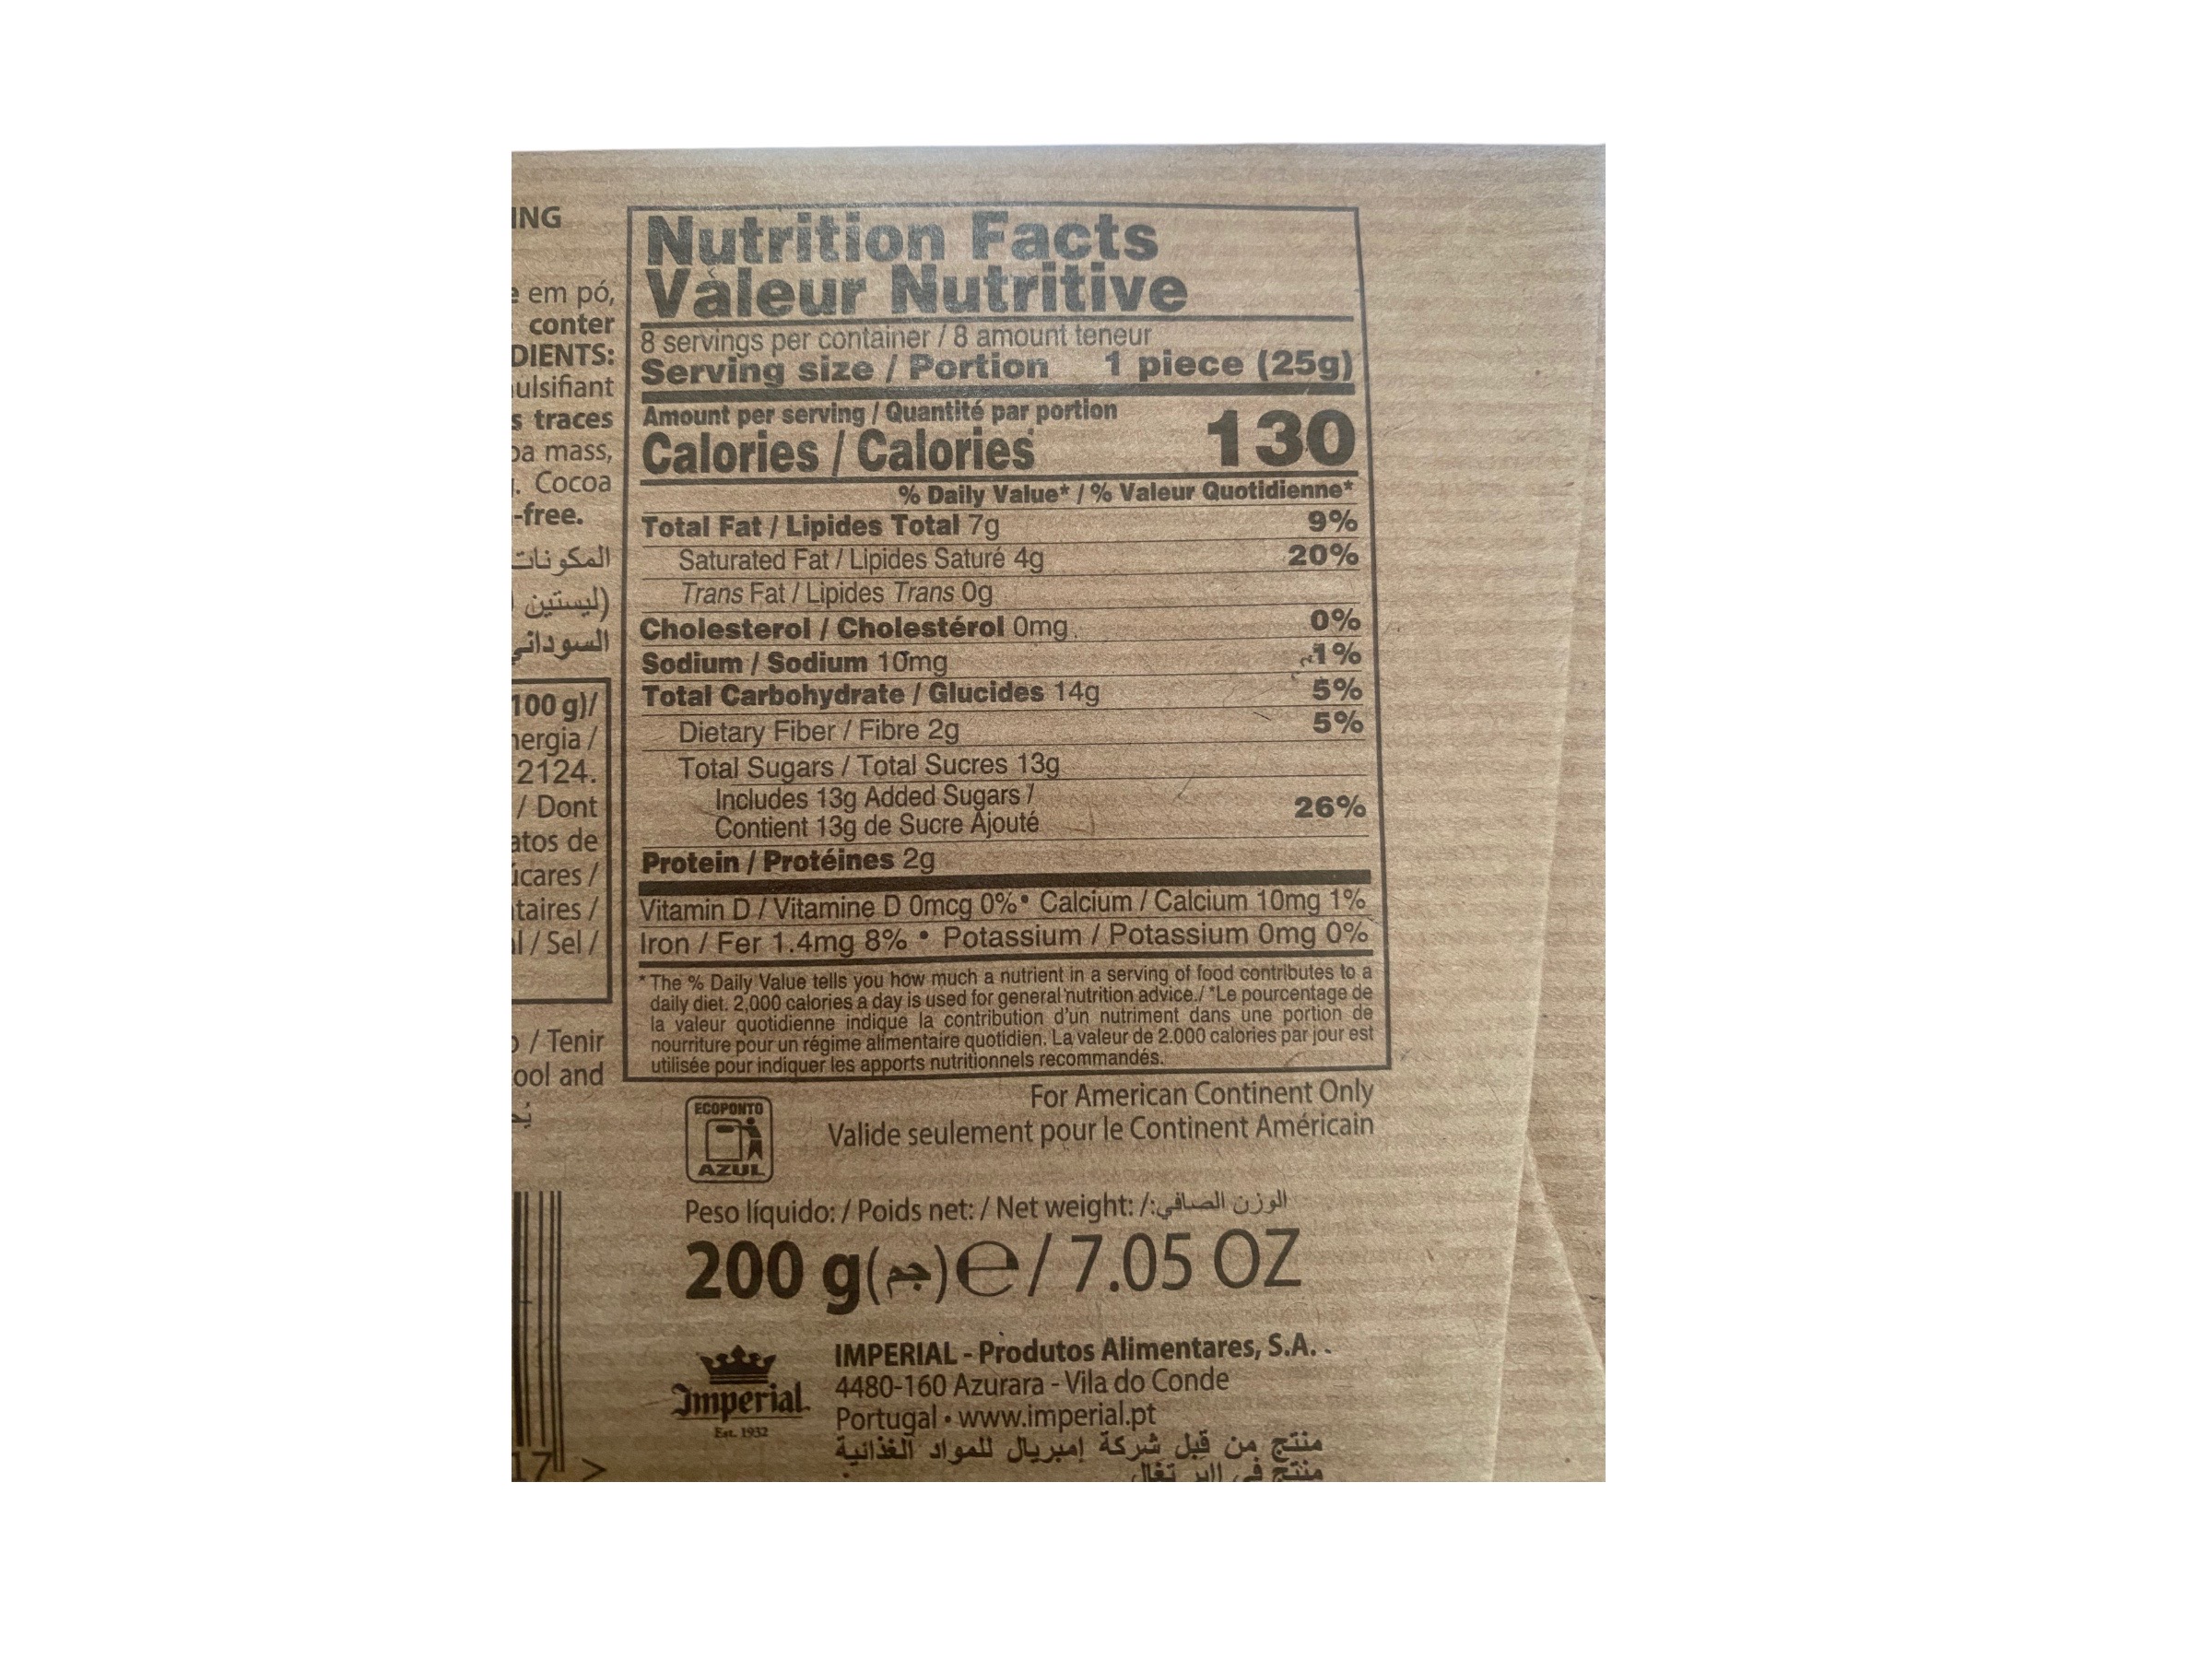 ING
em pó,
conter
DIENTS:
ulsifiant
s traces
oa mass,
. Cocoa
-free.
المكونات
(ليستين
السوداني
100 g)/
nergia /
2124.
/ Dont
atos de
úcares /
taires /
al / Sel /
/ Tenir
ool and
17 >
Nutrition Facts
Valeur Nutritive
8 servings per container / 8 amount teneur
Serving size / Portion 1 piece (25g)
Amount per serving / Quantité par portion
Calories / Calories 130
% Daily Value* / % Valeur Quotidienne*
Total Fat / Lipides Total 7g 9%
Saturated Fat / Lipides Saturé 4g 20%
Trans Fat / Lipides Trans 0g
Cholesterol / Cholestérol 0mg 0%
Sodium / Sodium 10mg 1%
Total Carbohydrate / Glucides 14g 5%
Dietary Fiber / Fibre 2g 5%
Total Sugars / Total Sucres 13g
Includes 13g Added Sugars /
Contient 13g de Sucre Ajouté 26%
Protein / Protéines 2g
Vitamin D / Vitamine D 0mcg 0% • Calcium / Calcium 10mg 1%
Iron / Fer 1.4mg 8% • Potassium / Potassium 0mg 0%
* The % Daily Value tells you how much a nutrient in a serving of food contributes to a
daily diet. 2,000 calories a day is used for general nutrition advice./ *Le pourcentage de
la valeur quotidienne indique la contribution d'un nutriment dans une portion de
nourriture pour un régime alimentaire quotidien. La valeur de 2.000 calories par jour est
utilisée pour indiquer les apports nutritionnels recommandés.
For American Continent Only
Valide seulement pour le Continent Américain
ECOPONTO
AZUL
Peso líquido: / Poids net: / Net weight: /:الوزن الصافي
200 g(جم)e/ 7.05 OZ
Imperial
Est. 1932
IMPERIAL - Produtos Alimentares, S.A. .
4480-160 Azurara - Vila do Conde
Portugal • www.imperial.pt
منتج من قبل شركة إمبريال للمواد الغذائية
منتج في البرتغال